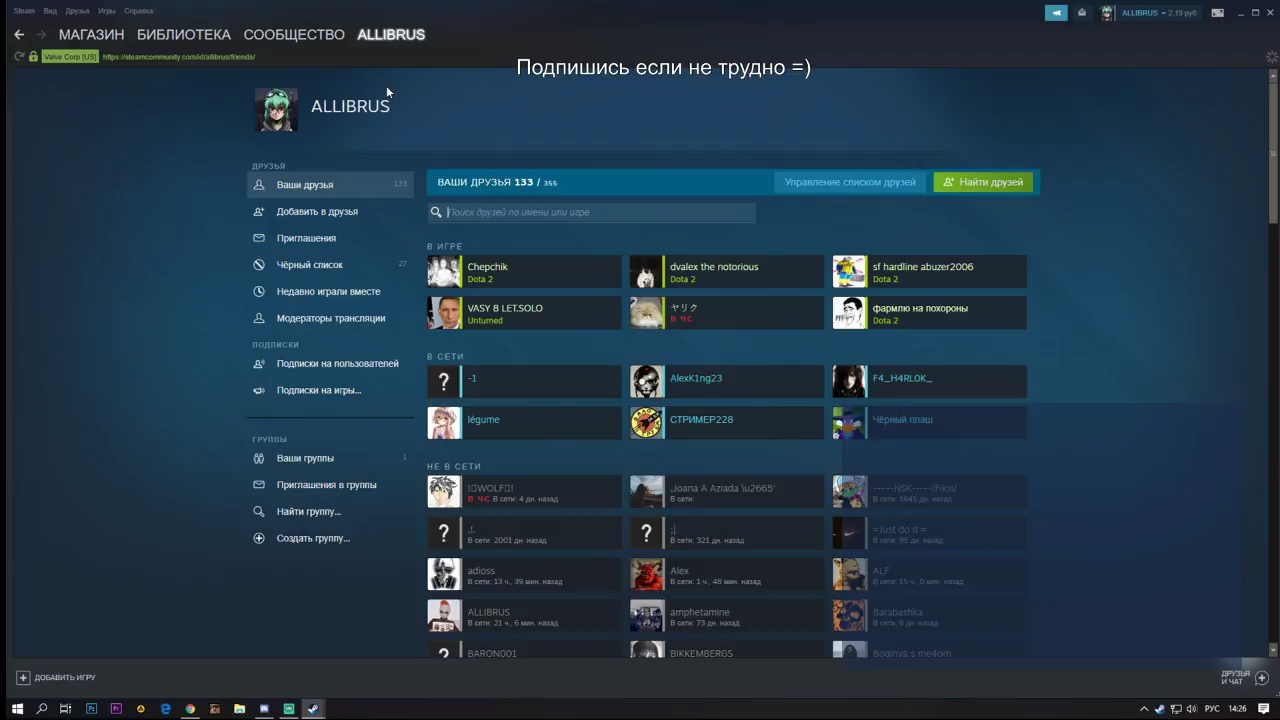 Steam Вид Друзья Игры Справка
ALLIBRUS 2,19 руб
МАГАЗИН БИБЛИОТЕКА СООБЩЕСТВО ALLIBRUS
Valve Corp [US] https://steamcommunity.com/id/allibrus/friends/
Подпишись если не трудно =)
ALLIBRUS
ДРУЗЬЯ
Ваши друзья 133
Добавить в друзья
Приглашения
Чёрный список 27
Недавно играли вместе
Модераторы трансляции
ПОДПИСКИ
Подписки на пользователей
Подписки на игры...
ГРУППЫ
Ваши группы 1
Приглашения в группы
Найти группу...
Создать группу...
ВАШИ ДРУЗЬЯ 133 / 355
Управление списком друзей
Найти друзей
Поиск друзей по имени или игре
В ИГРЕ
Chepchik
Dota 2
dvalex the notorious
Dota 2
sf hardline abuzer2006
Dota 2
VASY 8 LET.SOLO
Unturned
ヤリク
В ЧС
фармлю на похороны
Dota 2
В СЕТИ
-1
AlexK1ng23
F4_H4RL0K_
légume
СТРИМЕР228
Чёрный плащ
НЕ В СЕТИ
В ЧС В сети: 4 дн. назад
Joana A Aziada \u2665'
В сети:
-----NSK-----/Fiksi/
В сети: 1645 дн. назад
В сети: 2001 дн. назад
В сети: 321 дн. назад
=Just do it =
В сети: 95 дн. назад
adioss
В сети: 13 ч., 39 мин. назад
Alex
В сети: 1 ч., 48 мин. назад
ALF
В сети: 15 ч., 0 мин. назад
ALLIBRUS
В сети: 21 ч., 6 мин. назад
amphetamine
В сети: 73 дн. назад
Barabashka
В сети: 6 дн. назад
BARON001
BIKKEMBERGS
Boginya s me4om
ДОБАВИТЬ ИГРУ
ДРУЗЬЯ
И ЧАТ
РУС 14:26